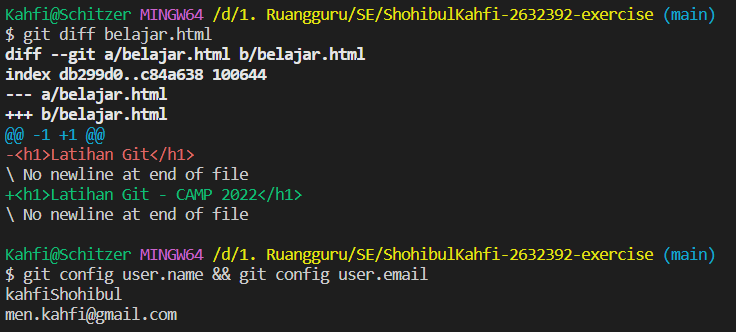 Kahfi@Schitzer MINGW64 /d/1. Ruangguru/SE/ShohibulKahfi-2632392-exercise (main)
$ git diff belajar.html
diff --git a/belajar.html b/belajar.html
index db299d0..c84a638 100644
--- a/belajar.html
+++ b/belajar.html
@@ -1 +1 @@
-<h1>Latihan Git</h1>
\ No newline at end of file
+<h1>Latihan Git - CAMP 2022</h1>
\ No newline at end of file
Kahfi@Schitzer MINGW64 /d/1. Ruangguru/SE/ShohibulKahfi-2632392-exercise (main)
$ git config user.name && git config user.email
kahfiShohibul
men.kahfi@gmail.com